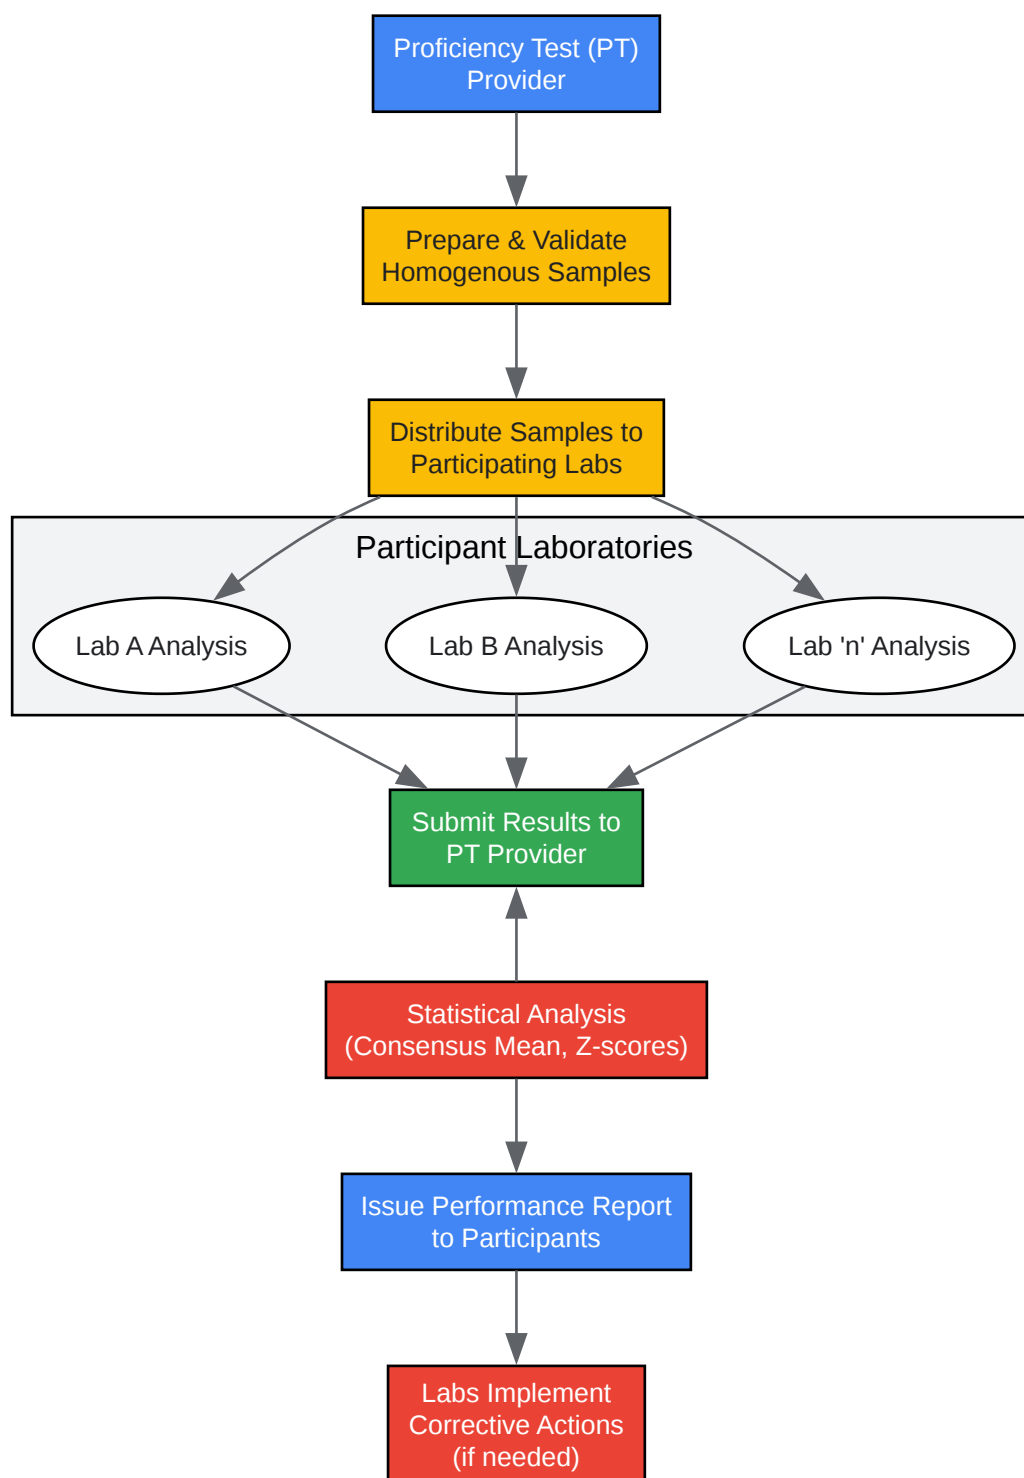 Proficiency Test (PT)
Provider
Prepare & Validate
Homogenous Samples
Distribute Samples to
Participating Labs
Participant Laboratories
Lab A Analysis
Lab B Analysis
Lab 'n' Analysis
Submit Results to
PT Provider
Statistical Analysis
(Consensus Mean, Z-scores)
Issue Performance Report
to Participants
Labs Implement
Corrective Actions
(if needed)